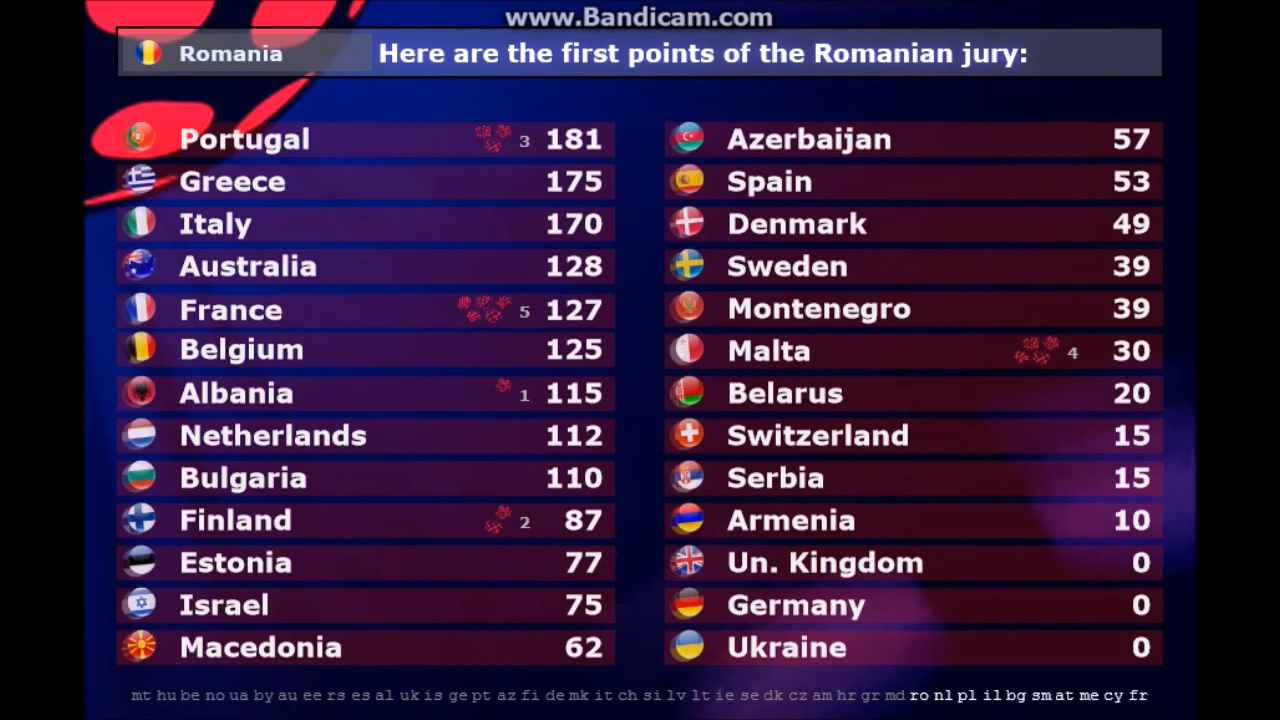 www.Bandicam.com
Romania Here are the first points of the Romanian jury:
Portugal 3 181
Greece 175
Italy 170
Australia 128
France 5 127
Belgium 125
Albania 1 115
Netherlands 112
Bulgaria 110
Finland 2 87
Estonia 77
Israel 75
Macedonia 62
Azerbaijan 57
Spain 53
Denmark 49
Sweden 39
Montenegro 39
Malta 4 30
Belarus 20
Switzerland 15
Serbia 15
Armenia 10
Un. Kingdom 0
Germany 0
Ukraine 0
mt hu be no ua by au ee rs es al uk is ge pt az fi de mk it ch si lv lt ie se dk cz am hr gr md ro nl pl il bg sm at me cy fr